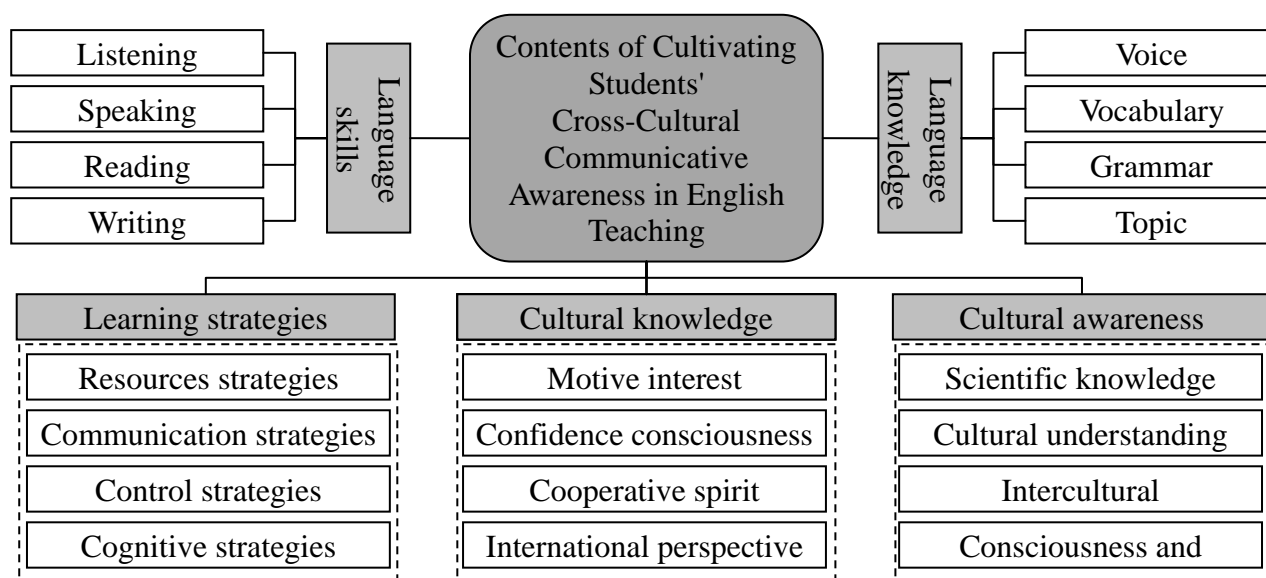 Listening
Speaking
Reading
Writing
Language
skills
Contents of Cultivating
Students'
Cross-Cultural
Communicative
Awareness in English
Teaching
Language
knowledge
Voice
Vocabulary
Grammar
Topic
Learning strategies
Resources strategies
Communication strategies
Control strategies
Cognitive strategies
Cultural knowledge
Motive interest
Confidence consciousness
Cooperative spirit
International perspective
Cultural awareness
Scientific knowledge
Cultural understanding
Intercultural
Consciousness and